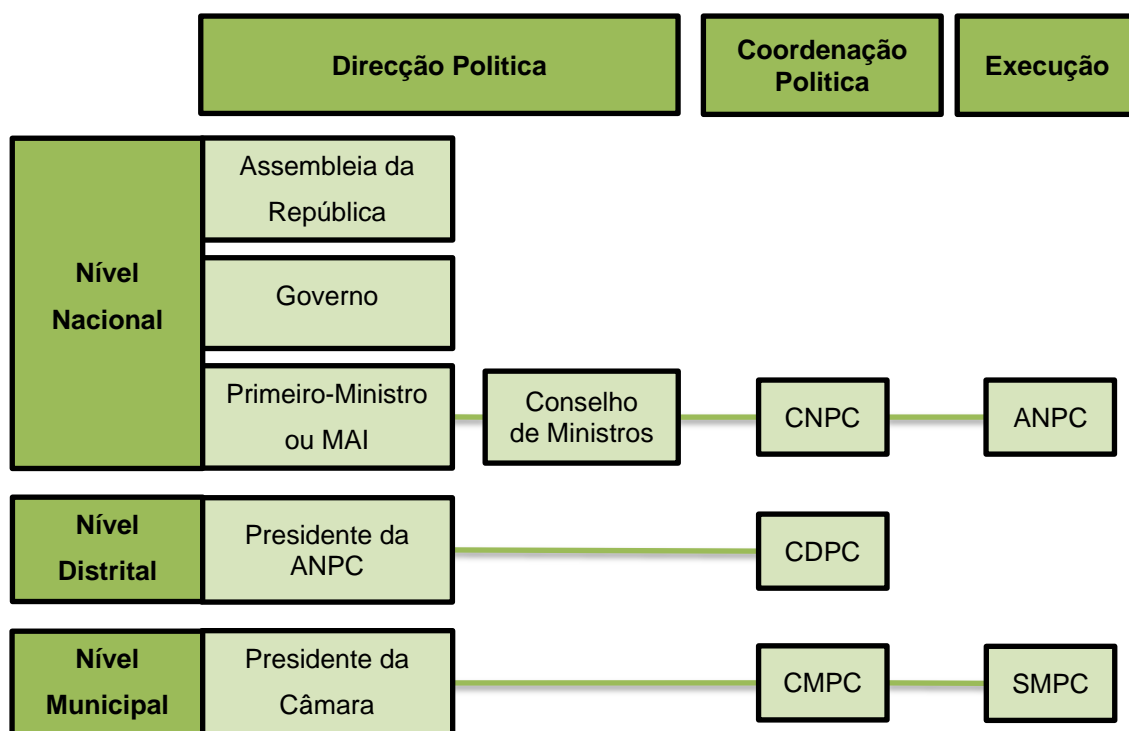 Direcção Politica
Coordenação
Politica
Execução
Nível
Nacional
Assembleia da
República
Governo
Primeiro-Ministro
ou MAI
Conselho
de Ministros
CNPC
ANPC
Nível
Distrital
Presidente da
ANPC
CDPC
Nível
Municipal
Presidente da
Câmara
CMPC
SMPC